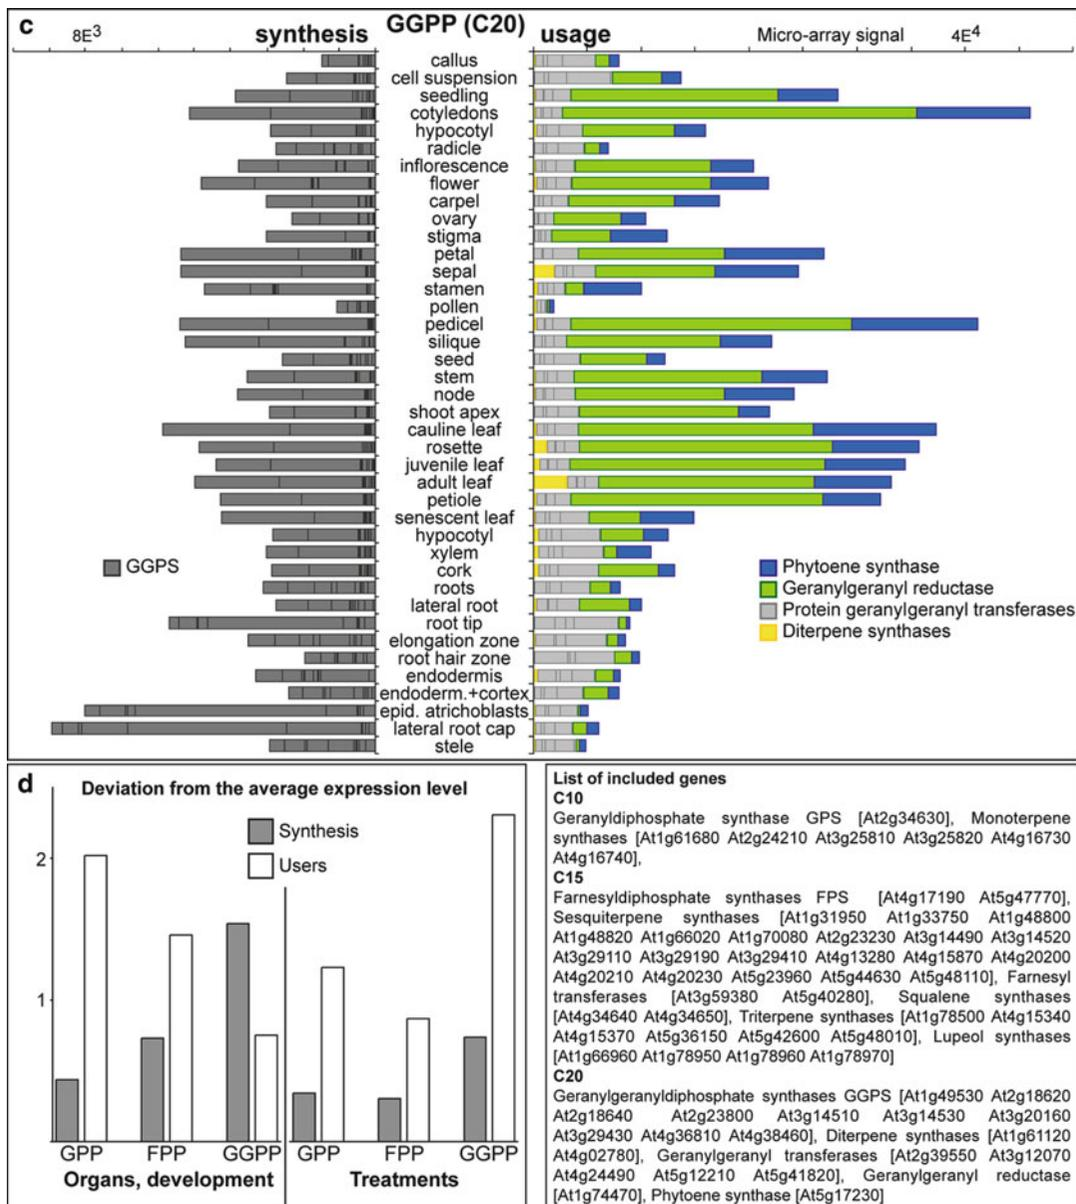 c
8E³
synthesis
GGPP (C20)
usage
Micro-array signal
4E⁴
callus
cell suspension
seedling
cotyledons
hypocotyl
radicle
inflorescence
flower
carpel
ovary
stigma
petal
sepal
stamen
pollen
pedicel
silique
seed
stem
node
shoot apex
cauline leaf
rosette
juvenile leaf
adult leaf
petiole
senescent leaf
hypocotyl
xylem
cork
roots
lateral root
root tip
elongation zone
root hair zone
endodermis
endoderm.+cortex
epid. atrichoblasts
lateral root cap
stele
GGPS
Phytoene synthase
Geranylgeranyl reductase
Protein geranylgeranyl transferases
Diterpene synthases
d
Deviation from the average expression level
Synthesis
Users
2
1
GPP FPP GGPP GPP FPP GGPP
Organs, development Treatments
List of included genes
C10
Geranyldiphosphate synthase GPS [At2g34630], Monoterpene
synthases [At1g61680 At2g24210 At3g25810 At3g25820 At4g16730
At4g16740],
C15
Farnesyldiphosphate synthases FPS [At4g17190 At5g47770],
Sesquiterpene synthases [At1g31950 At1g33750 At1g48800
At1g48820 At1g66020 At1g70080 At2g23230 At3g14490 At3g14520
At3g29110 At3g29190 At3g29410 At4g13280 At4g15870 At4g20200
At4g20210 At4g20230 At5g23960 At5g44630 At5g48110], Farnesyl
transferases [At3g59380 At5g40280], Squalene synthases
[At4g34640 At4g34650], Triterpene synthases [At1g78500 At4g15340
At4g15370 At5g36150 At5g42600 At5g48010], Lupeol synthases
[At1g66960 At1g78950 At1g78960 At1g78970]
C20
Geranylgeranyldiphosphate synthases GGPS [At1g49530 At2g18620
At2g18640 At2g23800 At3g14510 At3g14530 At3g20160
At3g29430 At4g36810 At4g38460], Diterpene synthases [At1g61120
At4g02780], Geranylgeranyl transferases [At2g39550 At3g12070
At4g24490 At5g12210 At5g41820], Geranylgeranyl reductase
[At1g74470], Phytoene synthase [At5g17230]